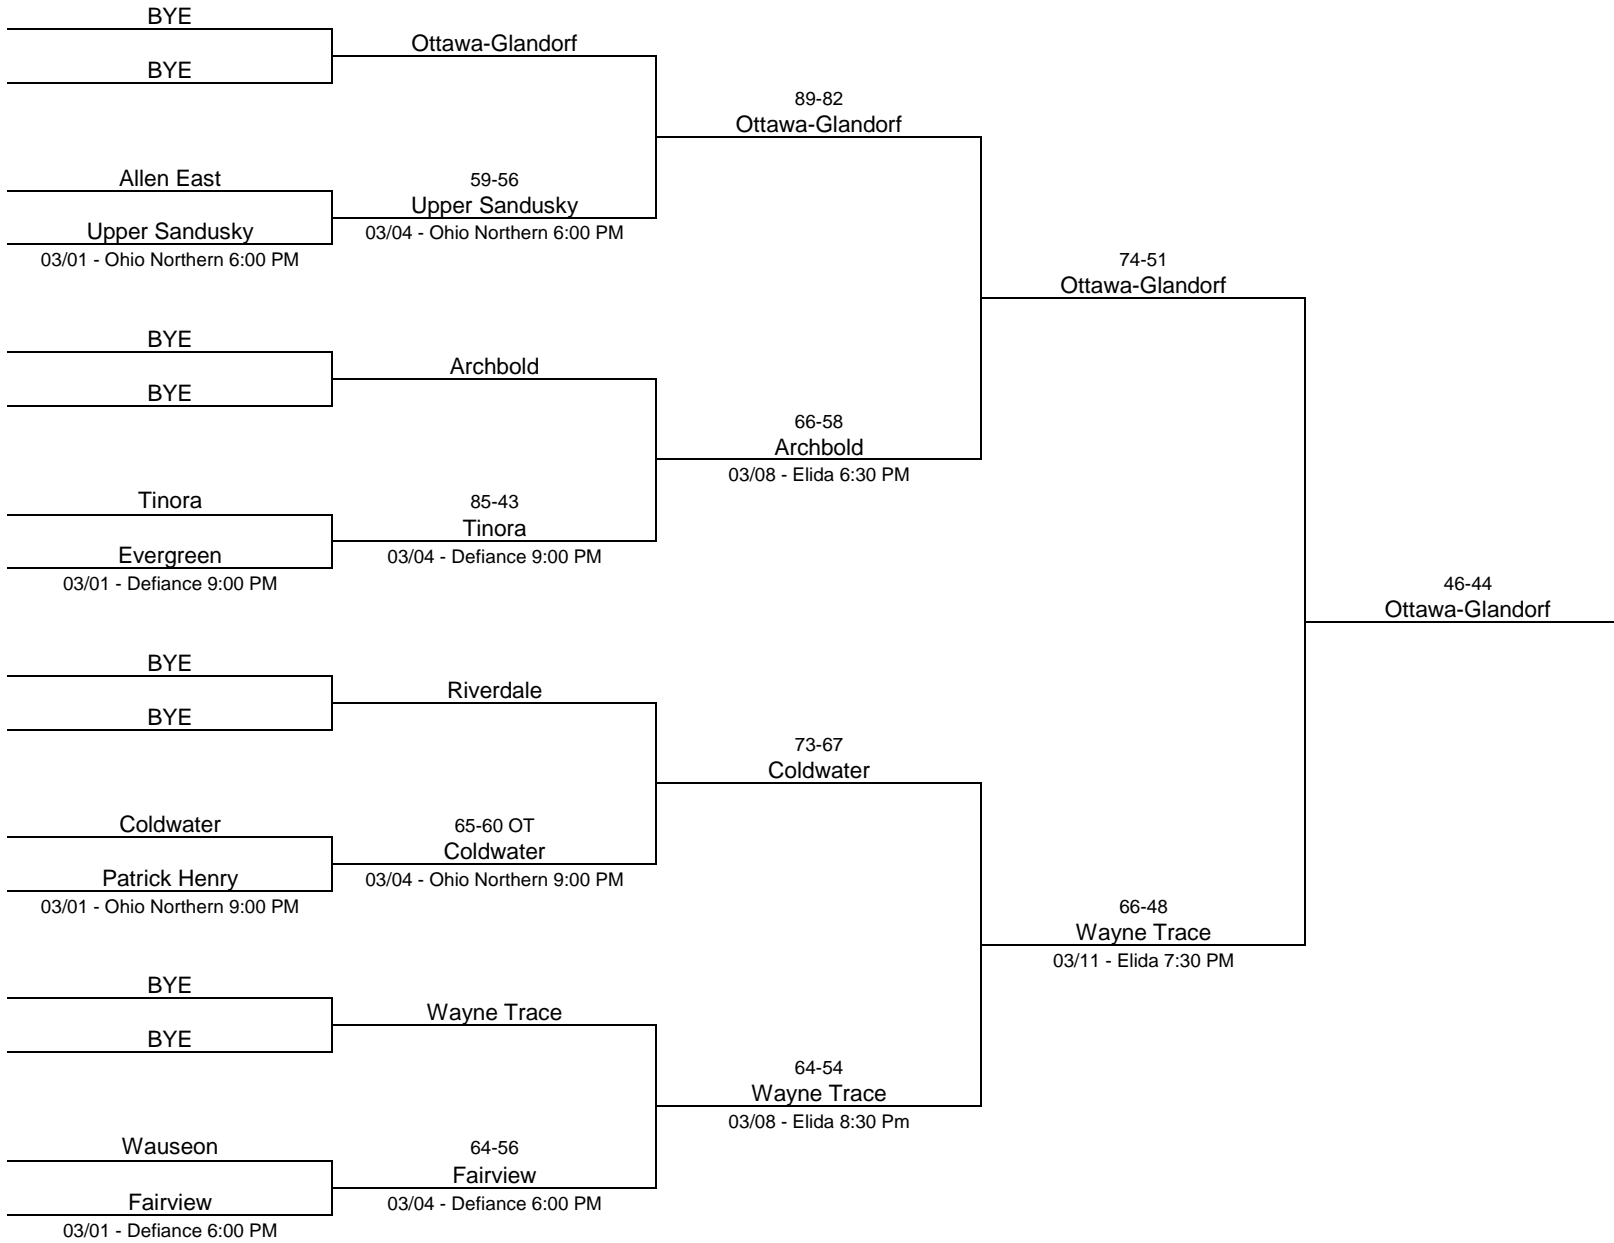 BYE
Ottawa-Glandorf
BYE
89-82
Ottawa-Glandorf
Allen East
59-56
Upper Sandusky
Upper Sandusky
03/04 - Ohio Northern 6:00 PM
03/01 - Ohio Northern 6:00 PM
74-51
Ottawa-Glandorf
BYE
Archbold
BYE
66-58
Archbold
03/08 - Elida 6:30 PM
Tinora
85-43
Tinora
Evergreen
03/04 - Defiance 9:00 PM
03/01 - Defiance 9:00 PM
46-44
Ottawa-Glandorf
BYE
Riverdale
BYE
73-67
Coldwater
Coldwater
65-60 OT
Coldwater
Patrick Henry
03/04 - Ohio Northern 9:00 PM
03/01 - Ohio Northern 9:00 PM
66-48
Wayne Trace
03/11 - Elida 7:30 PM
BYE
Wayne Trace
BYE
64-54
Wayne Trace
03/08 - Elida 8:30 Pm
Wauseon
64-56
Fairview
Fairview
03/04 - Defiance 6:00 PM
03/01 - Defiance 6:00 PM